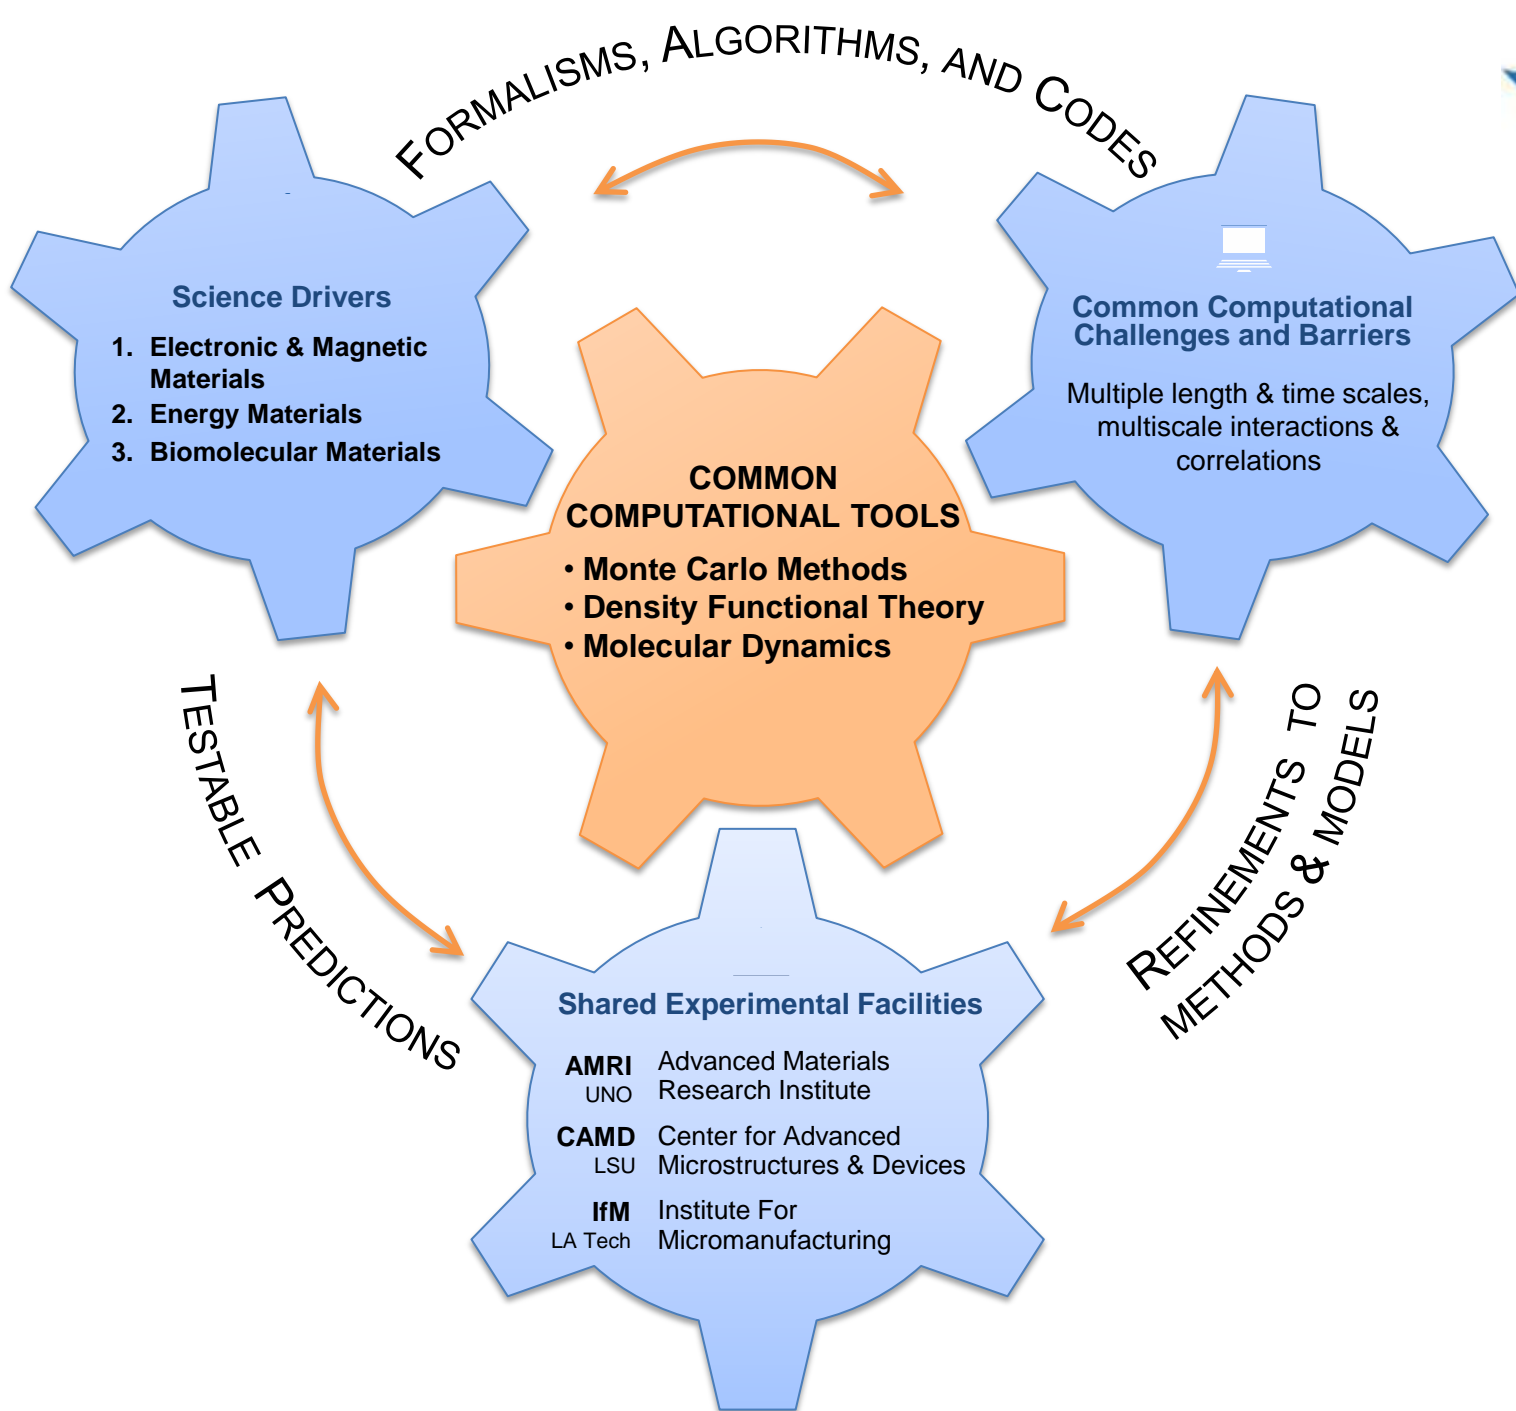 FORMALISMS, ALGORITHMS, AND CODES
Science Drivers
1. Electronic & Magnetic
Materials
2. Energy Materials
3. Biomolecular Materials
Common Computational
Challenges and Barriers
Multiple length & time scales,
multiscale interactions &
correlations
COMMON
COMPUTATIONAL TOOLS
• Monte Carlo Methods
• Density Functional Theory
• Molecular Dynamics
TESTABLE PREDICTIONS
REFINEMENTS TO
METHODS & MODELS
Shared Experimental Facilities
AMRI Advanced Materials
UNO Research Institute
CAMD Center for Advanced
LSU Microstructures & Devices
IfM Institute For
LA Tech Micromanufacturing